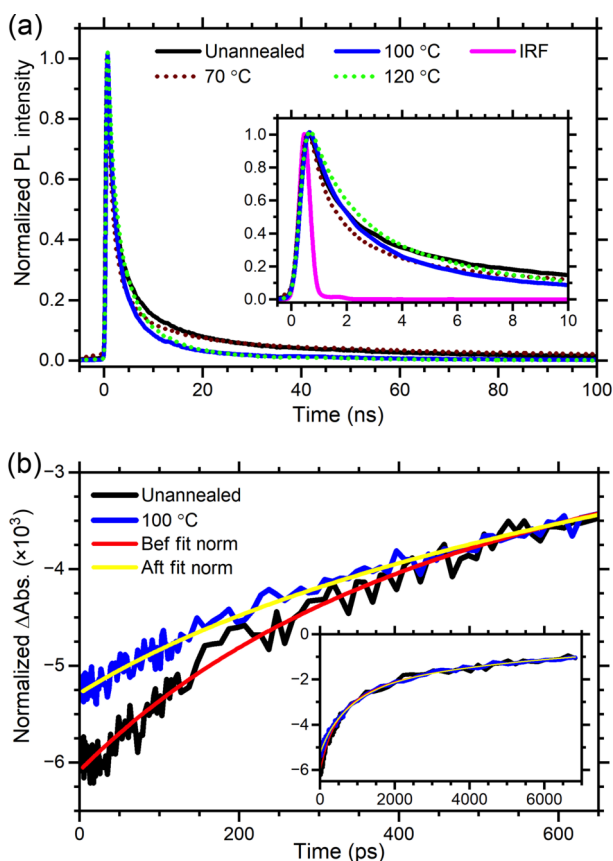 (a)
Unannealed 100 °C IRF
70 °C 120 °C
Normalized PL intensity
1.0
0.8
0.6
0.4
0.2
0.0
1.0
0.8
0.6
0.4
0.2
0.0
0 2 4 6 8 10
0 20 40 60 80 100
Time (ns)
(b)
−3
−4
−5
−6
Normalized ΔAbs. (×10³)
Unannealed
100 °C
Bef fit norm
Aft fit norm
0
−2
−4
−6
0 2000 4000 6000
0 200 400 600
Time (ps)